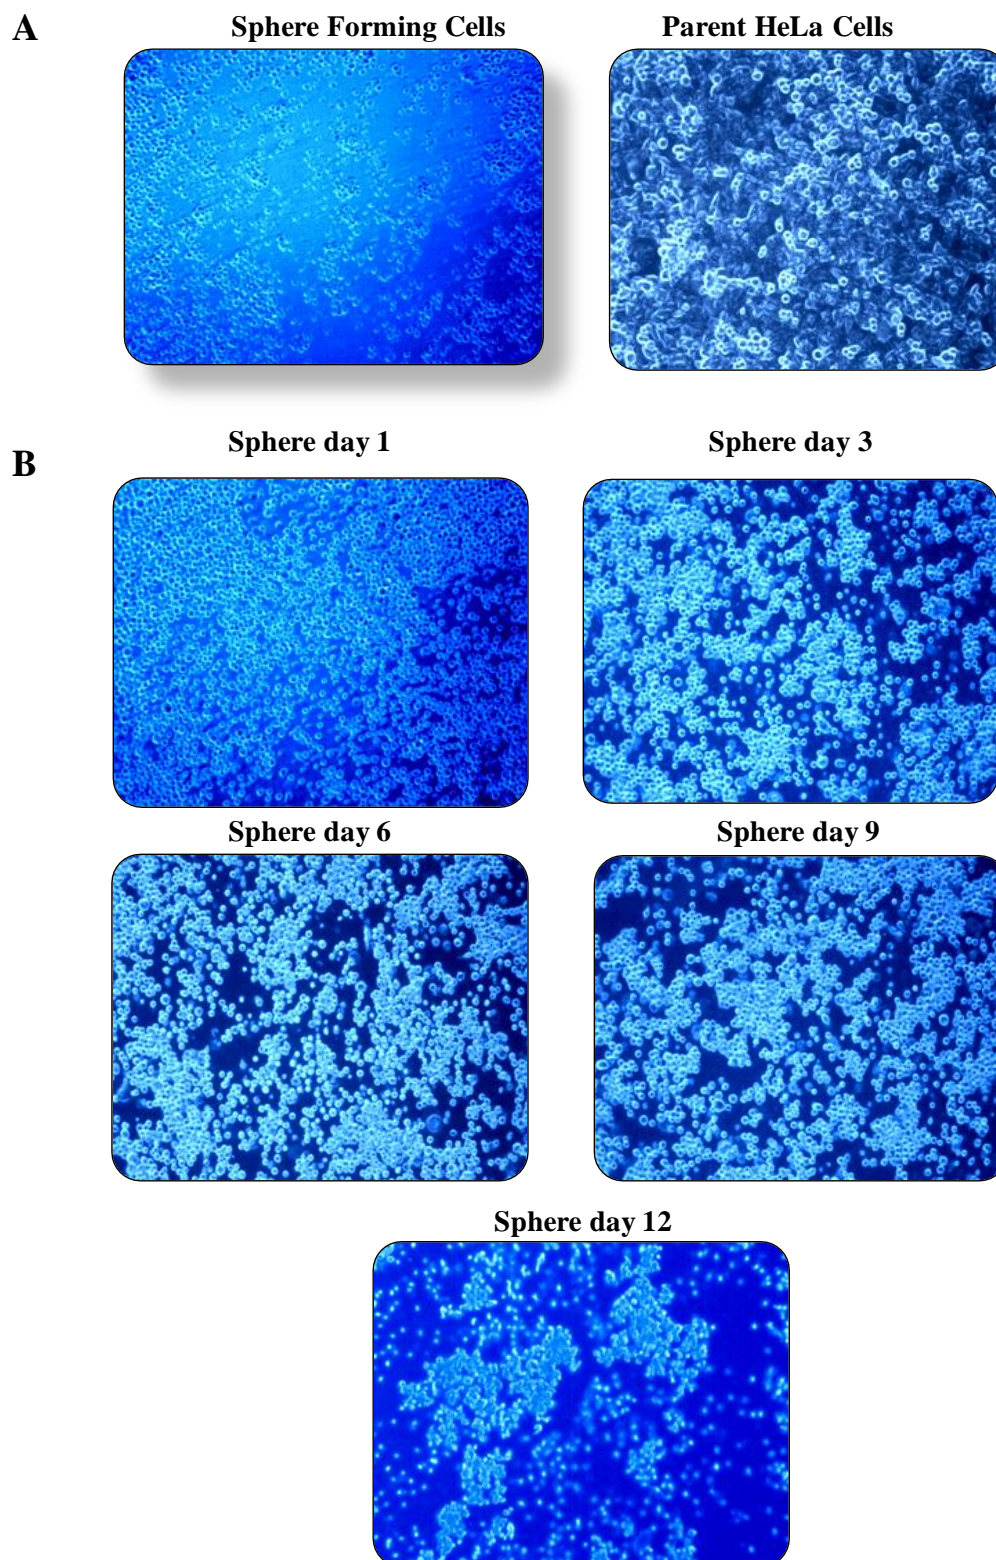 A
Sphere Forming Cells
Parent HeLa Cells
B
Sphere day 1
Sphere day 3
Sphere day 6
Sphere day 9
Sphere day 12